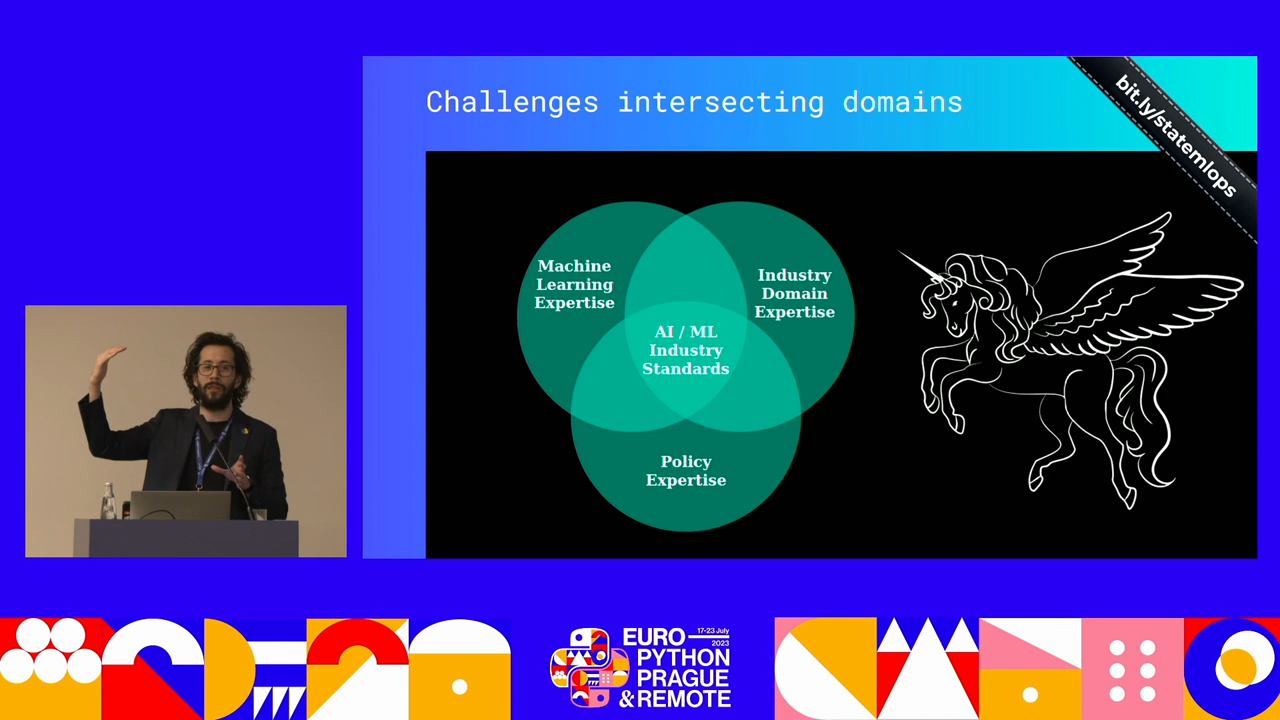 Challenges intersecting domains
bit.ly/statemlops
Machine
Learning
Expertise
Industry
Domain
Expertise
AI / ML
Industry
Standards
Policy
Expertise
EURO
17-23 July
2023
PYTHON
PRAGUE
& REMOTE